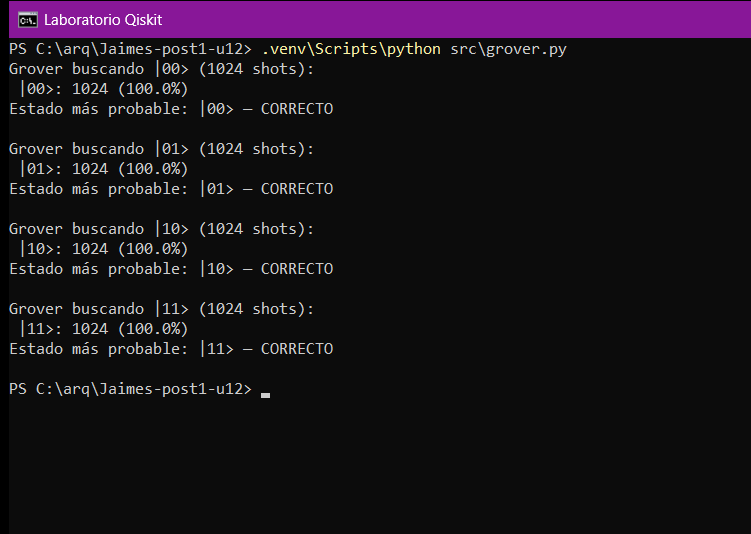 Laboratorio Qiskit
PS C:\arq\Jaimes-post1-u12> .venv\Scripts\python src\grover.py
Grover buscando |00> (1024 shots):
 |00>: 1024 (100.0%)
Estado más probable: |00> — CORRECTO

Grover buscando |01> (1024 shots):
 |01>: 1024 (100.0%)
Estado más probable: |01> — CORRECTO

Grover buscando |10> (1024 shots):
 |10>: 1024 (100.0%)
Estado más probable: |10> — CORRECTO

Grover buscando |11> (1024 shots):
 |11>: 1024 (100.0%)
Estado más probable: |11> — CORRECTO

PS C:\arq\Jaimes-post1-u12>